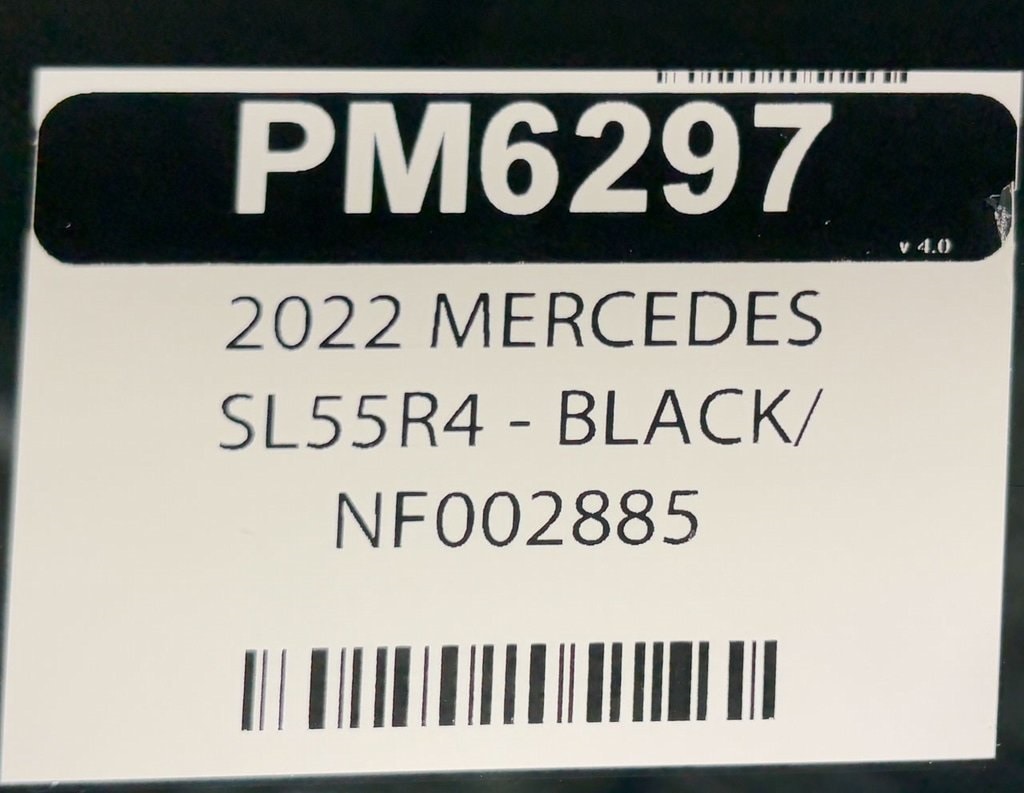 PM6297
v 4.0
2022 MERCEDES
SL55R4 - BLACK/
NF002885